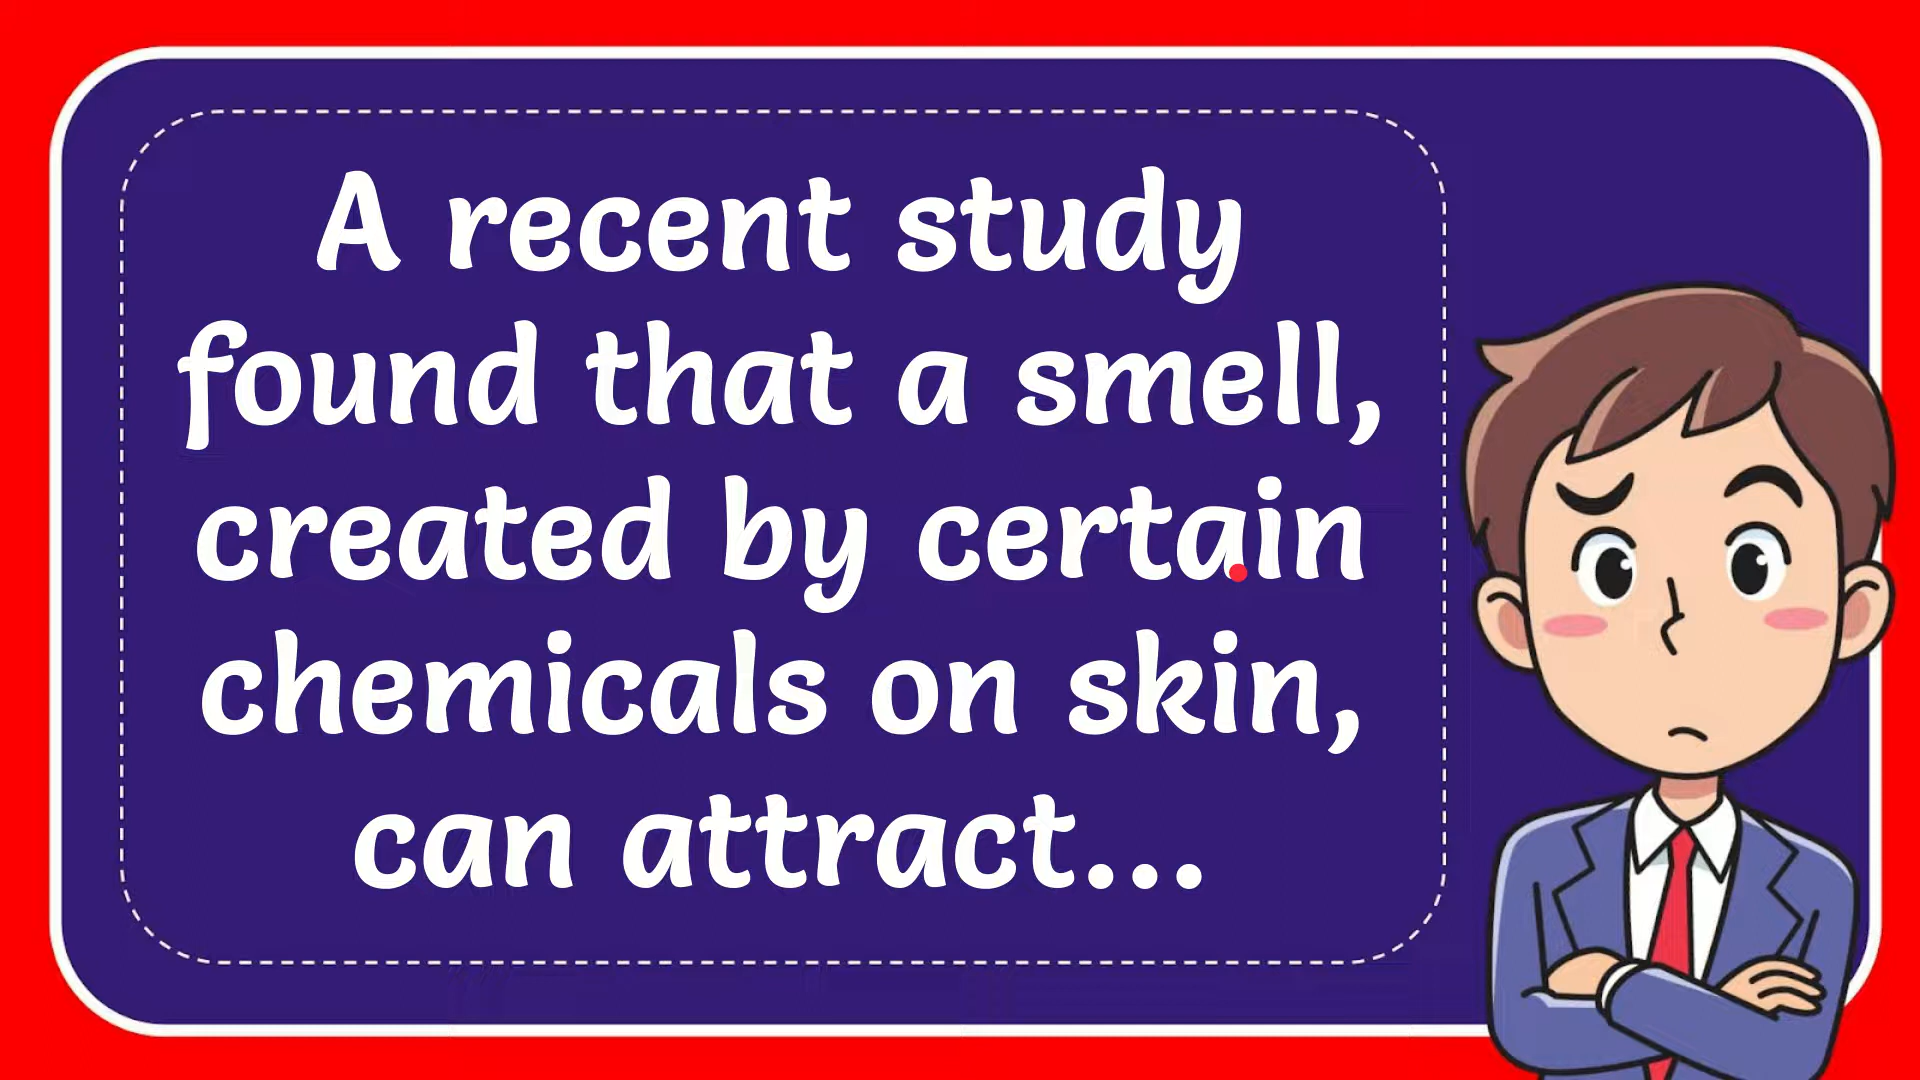 A recent study
found that a smell,
created by certain
chemicals on skin,
can attract...